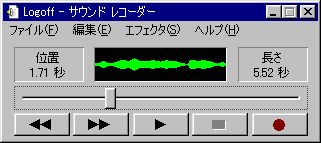 Logoff - サウンド レコーダー
ファイル(F) 編集(E) エフェクタ(S) ヘルプ(H)
位置
1.71 秒
長さ
5.52 秒